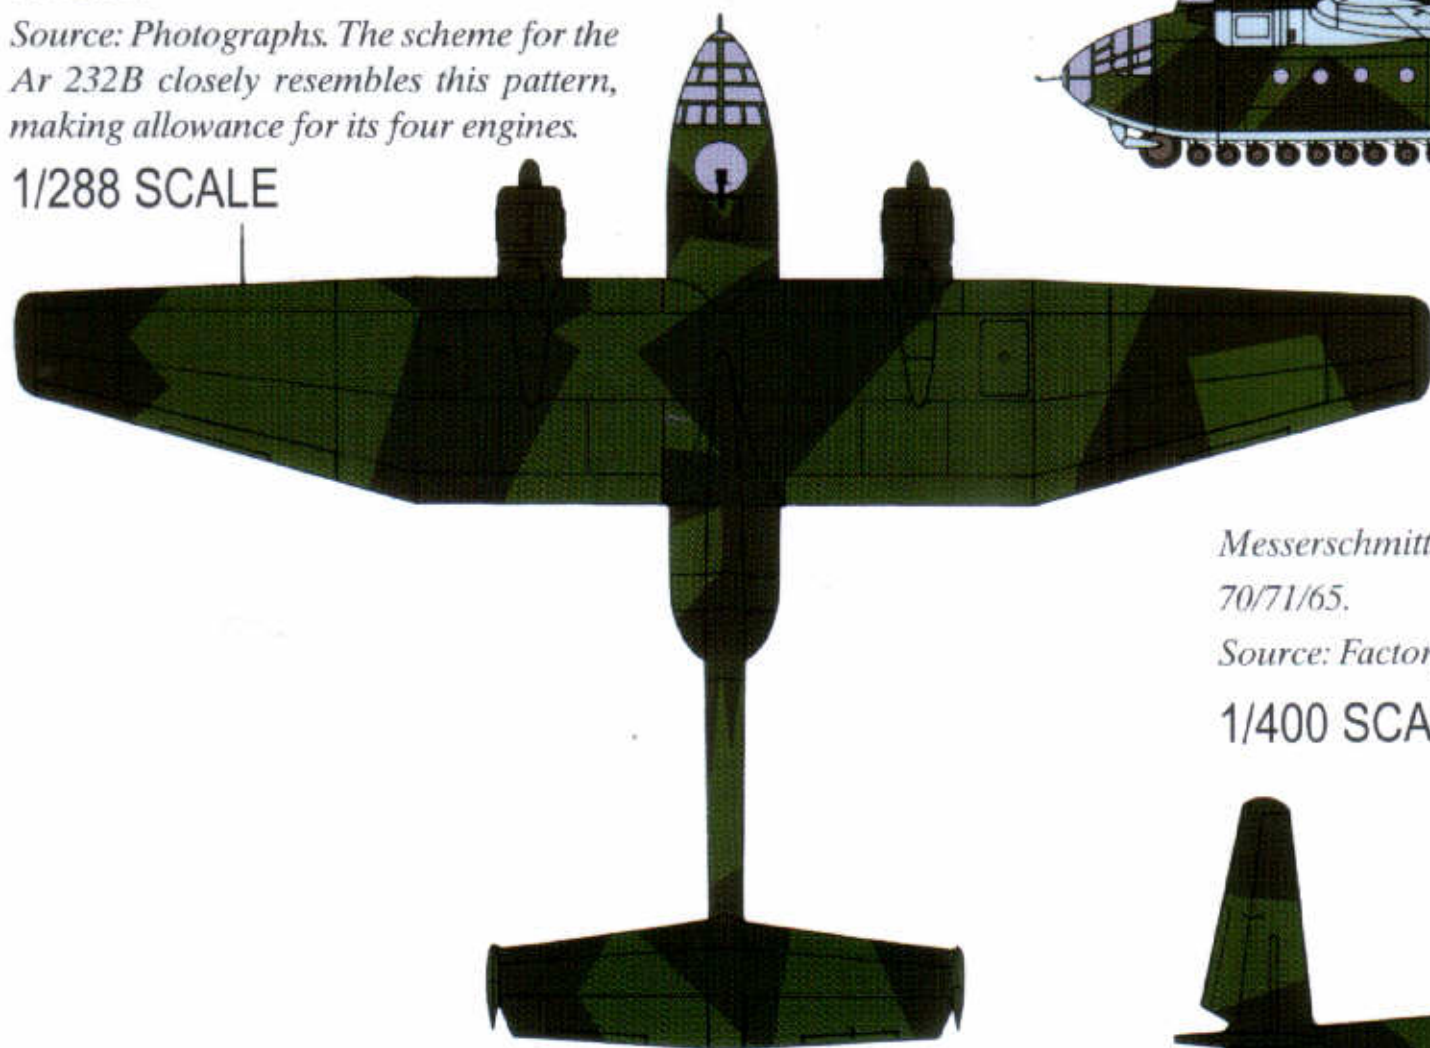 Source: Photographs. The scheme for the
Ar 232B closely resembles this pattern,
making allowance for its four engines.
1/288 SCALE
Messerschmitt
70/71/65.
Source: Factor
1/400 SCA